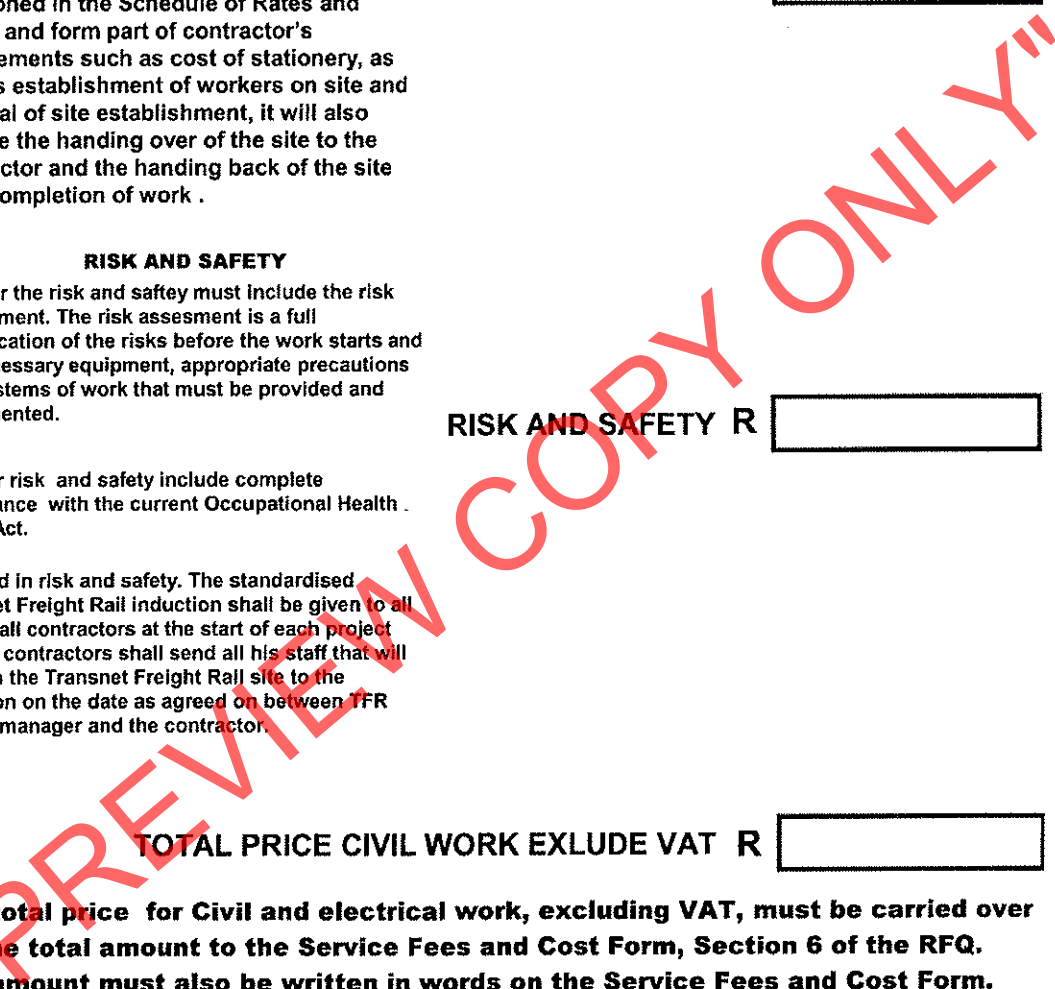 oned in the Schedule of Rates and
and form part of contractor's
ements such as cost of stationery, as
s establishment of workers on site and
al of site establishment, it will also
e the handing over of the site to the
ctor and the handing back of the site
ompletion of work .
RISK AND SAFETY
r the risk and saftey must include the risk
ment. The risk assesment is a full
cation of the risks before the work starts and
essary equipment, appropriate precautions
stems of work that must be provided and
ented.
RISK AND SAFETY R
r risk and safety include complete
ance with the current Occupational Health .
Act.
d in risk and safety. The standardised
et Freight Rail induction shall be given to all
all contractors at the start of each project
contractors shall send all his staff that will
n the Transnet Freight Rail site to the
on on the date as agreed on between TFR
manager and the contractor.
TOTAL PRICE CIVIL WORK EXLUDE VAT R
otal price for Civil and electrical work, excluding VAT, must be carried over
e total amount to the Service Fees and Cost Form, Section 6 of the RFQ.
amount must also be written in words on the Service Fees and Cost Form.
PREVIEW COPY ONLY"